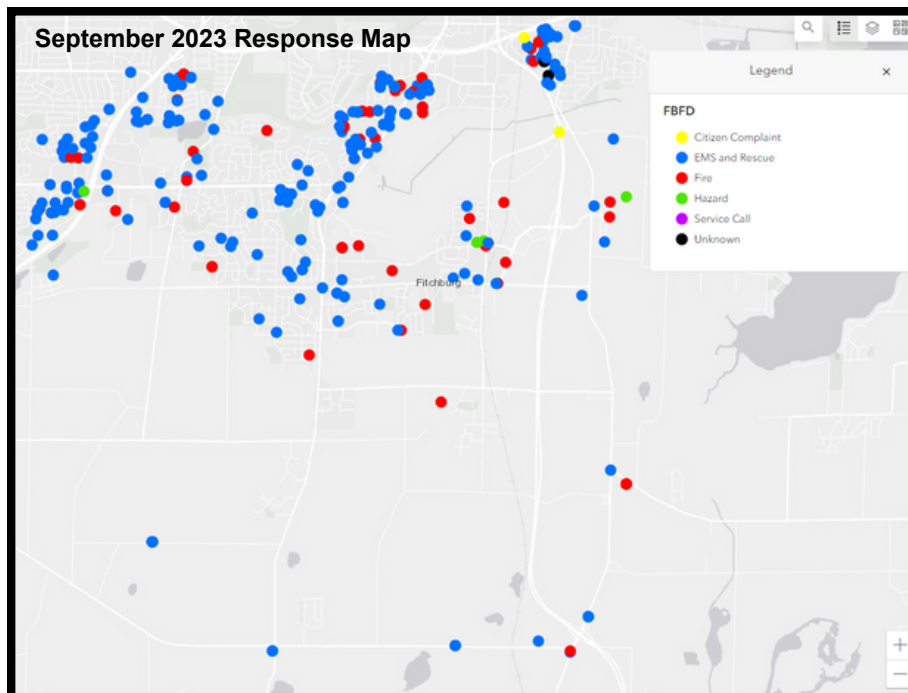 September 2023 Response Map
Legend
FBFD
Citizen Complaint
EMS and Rescue
Fire
Hazard
Service Call
Unknown
Fitchburg